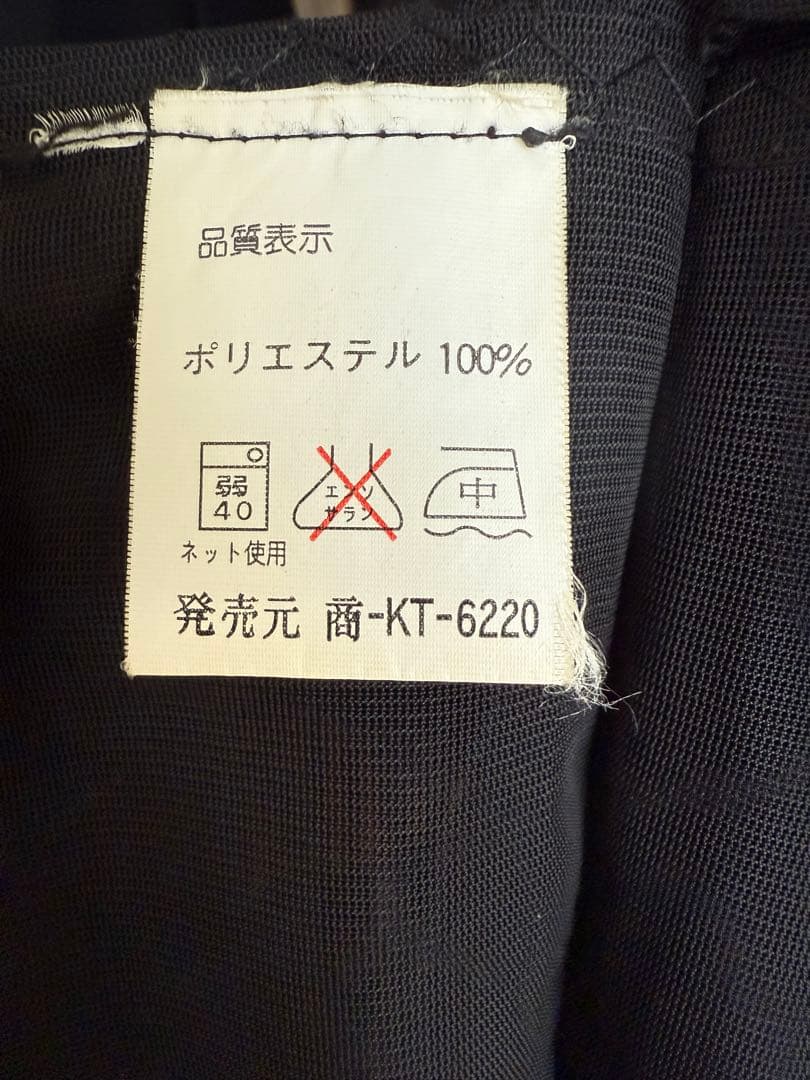 品質表示
ポリエステル 100%
弱 40
エンソ サラシ
中
ネット使用
発売元 商-KT-6220